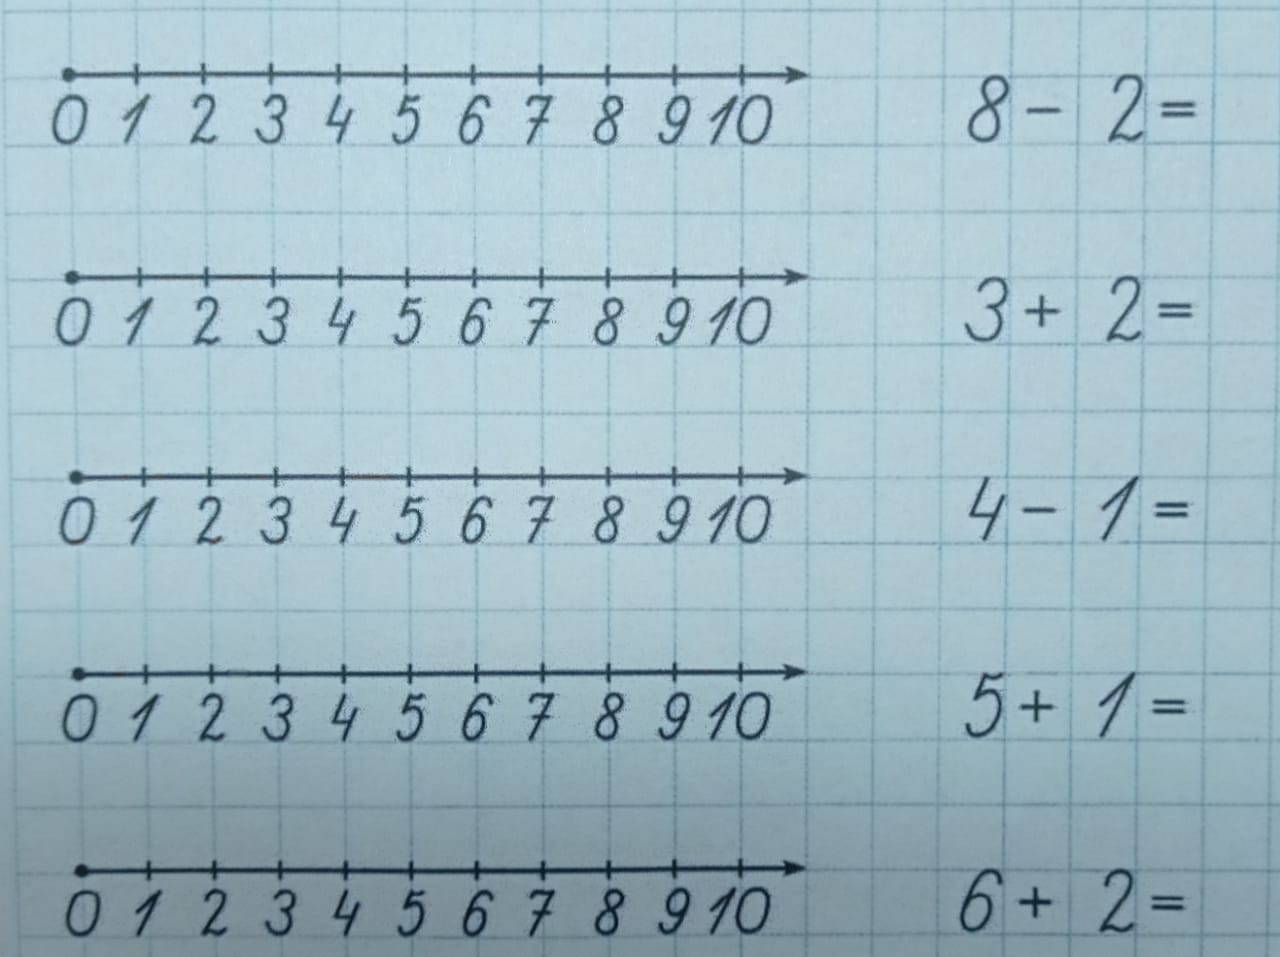 0 1 2 3 4 5 6 7 8 9 10 8 - 2 =
0 1 2 3 4 5 6 7 8 9 10 3 + 2 =
0 1 2 3 4 5 6 7 8 9 10 4 - 1 =
0 1 2 3 4 5 6 7 8 9 10 5 + 1 =
0 1 2 3 4 5 6 7 8 9 10 6 + 2 =